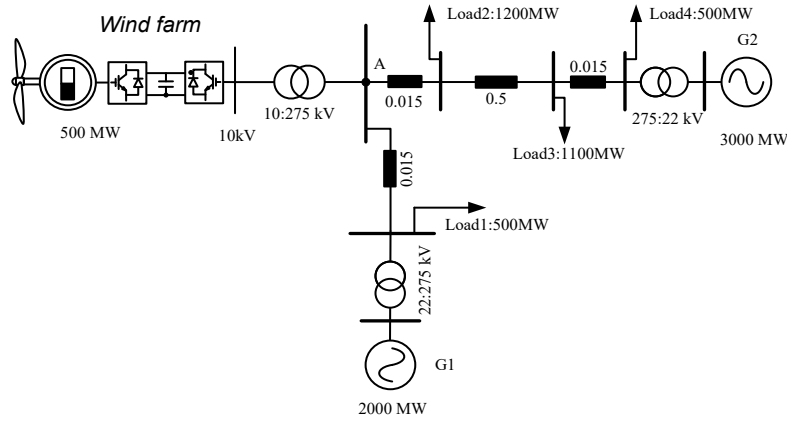 Wind farm
500 MW
10kV
10:275 kV
A
0.015
Load2:1200MW
0.5
0.015
Load3:1100MW
Load4:500MW
275:22 kV
G2
3000 MW
0.015
Load1:500MW
22:275 kV
G1
2000 MW